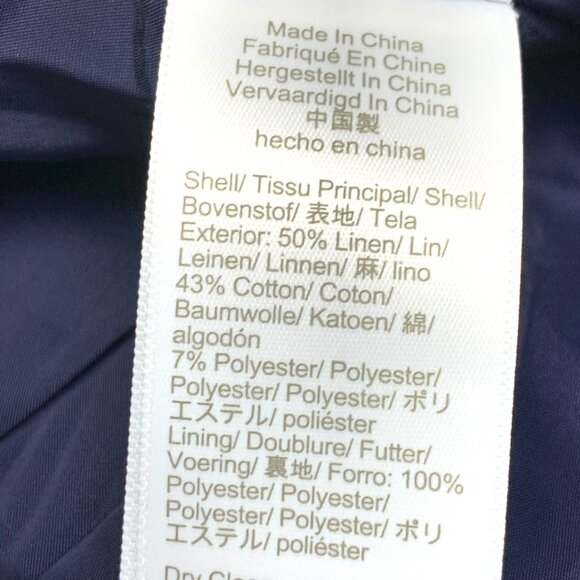 Made In China
Fabriqué En Chine
Hergestellt In China
Vervaardigd In China
中国製
hecho en china
Shell/ Tissu Principal/ Shell/
Bovenstof/ 表地/ Tela
Exterior: 50% Linen/ Lin/
Leinen/ Linnen/ 麻/ lino
43% Cotton/ Coton/
Baumwolle/ Katoen/ 綿/
algodón
7% Polyester/ Polyester/
Polyester/ Polyester/ ポリ
エステル/ poliéster
Lining/ Doublure/ Futter/
Voering/ 裏地/ Forro: 100%
Polyester/ Polyester/
Polyester/ Polyester/ ポリ
エステル/ poliéster
Dry